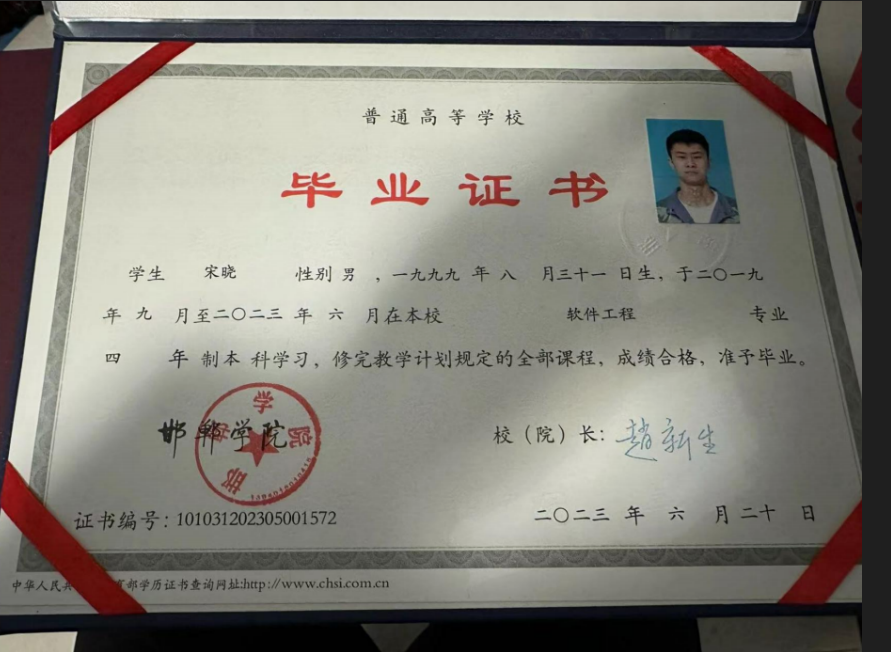 普通高等学校
毕业证书
学生 宋晓 性别 男 ，一九九九 年 八 月三十一 日生，于二〇一九
年 九 月至二〇二三 年 六 月在本校 软件工程 专业
四 年 制 本 科学习，修完教学计划规定的全部课程，成绩合格，准予毕业。
邯郸学院
校（院）长：赵新生
证书编号：101031202305001572
二〇二三 年 六 月 二十 日
中华人民共 育部学历证书查询网址:http://www.chsi.com.cn